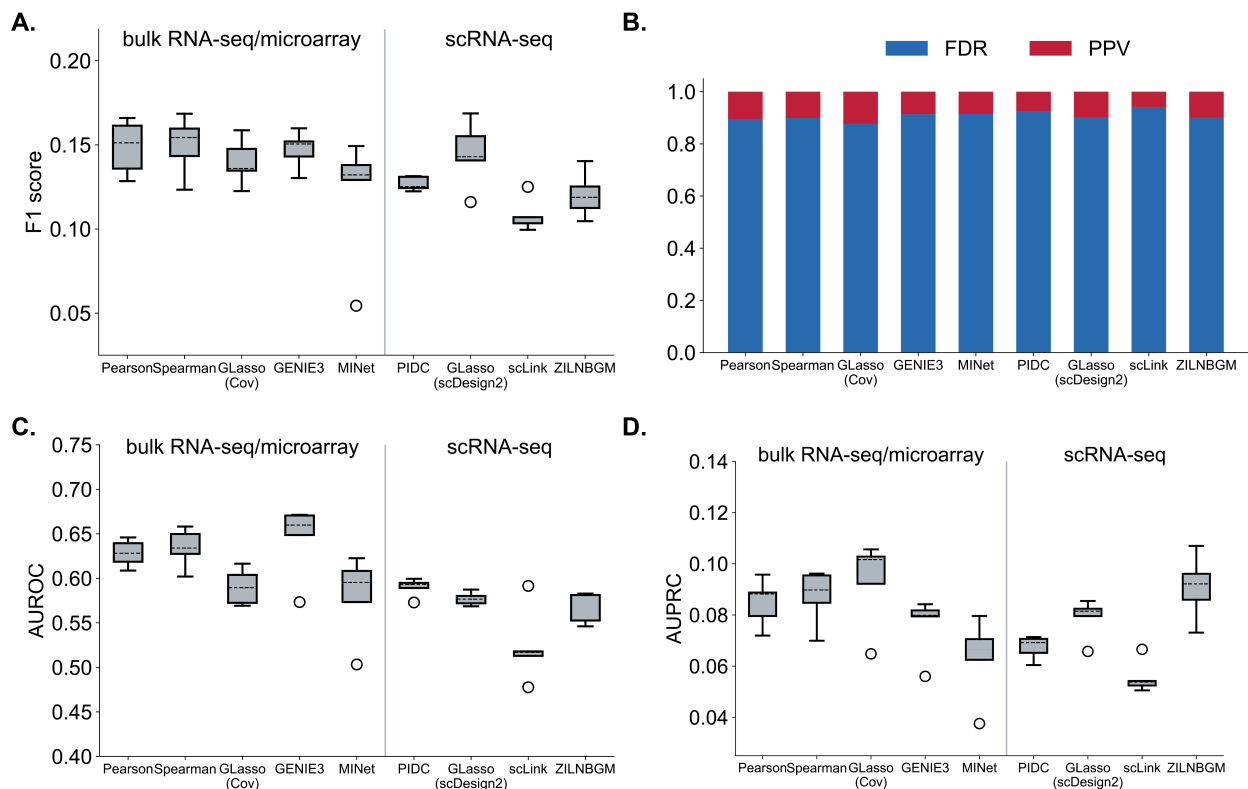 A.
bulk RNA-seq/microarray scRNA-seq
F1 score
0.20
0.15
0.10
0.05
Pearson Spearman GLasso GENIE3 MINet PIDC GLasso scLink ZILNBGM
(Cov) (scDesign2)
B.
FDR PPV
1.0
0.8
0.6
0.4
0.2
0.0
Pearson Spearman GLasso GENIE3 MINet PIDC GLasso scLink ZILNBGM
(Cov) (scDesign2)
C.
bulk RNA-seq/microarray scRNA-seq
AUROC
0.75
0.70
0.65
0.60
0.55
0.50
0.45
0.40
Pearson Spearman GLasso GENIE3 MINet PIDC GLasso scLink ZILNBGM
(Cov) (scDesign2)
D.
bulk RNA-seq/microarray scRNA-seq
AUPRC
0.14
0.12
0.10
0.08
0.06
0.04
Pearson Spearman GLasso GENIE3 MINet PIDC GLasso scLink ZILNBGM
(Cov) (scDesign2)